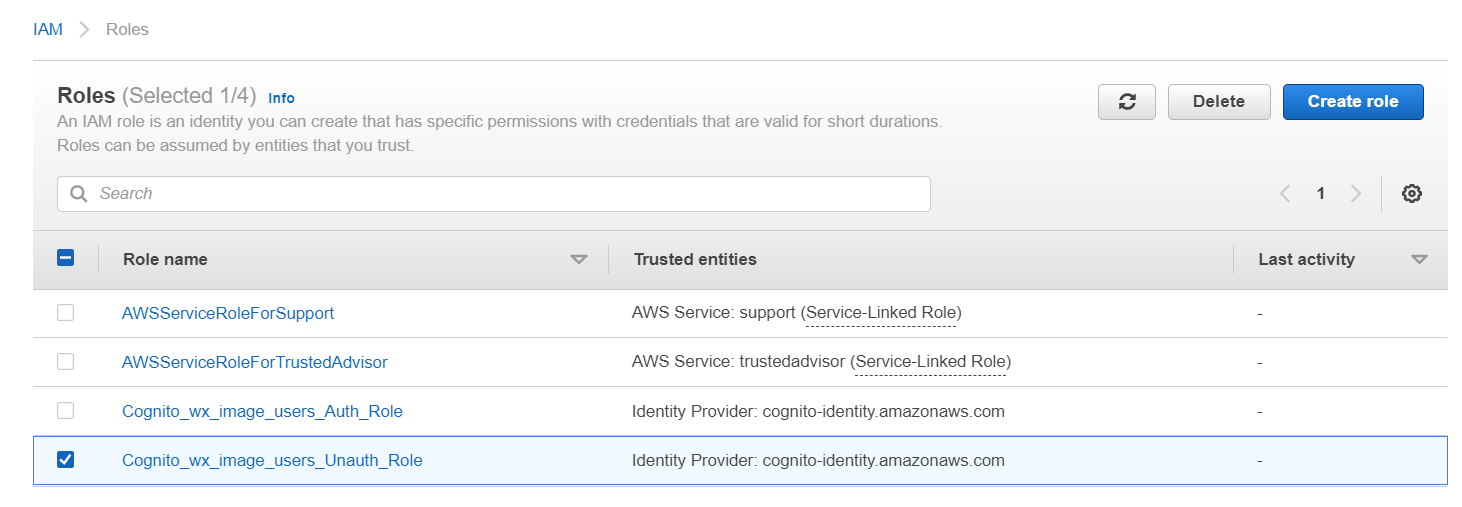 IAM > Roles
Roles (Selected 1/4) Info
An IAM role is an identity you can create that has specific permissions with credentials that are valid for short durations.
Roles can be assumed by entities that you trust.
Delete
Create role
Search
1
Role name Trusted entities Last activity
AWSServiceRoleForSupport AWS Service: support (Service-Linked Role) -
AWSServiceRoleForTrustedAdvisor AWS Service: trustedadvisor (Service-Linked Role) -
Cognito_wx_image_users_Auth_Role Identity Provider: cognito-identity.amazonaws.com -
Cognito_wx_image_users_Unauth_Role Identity Provider: cognito-identity.amazonaws.com -